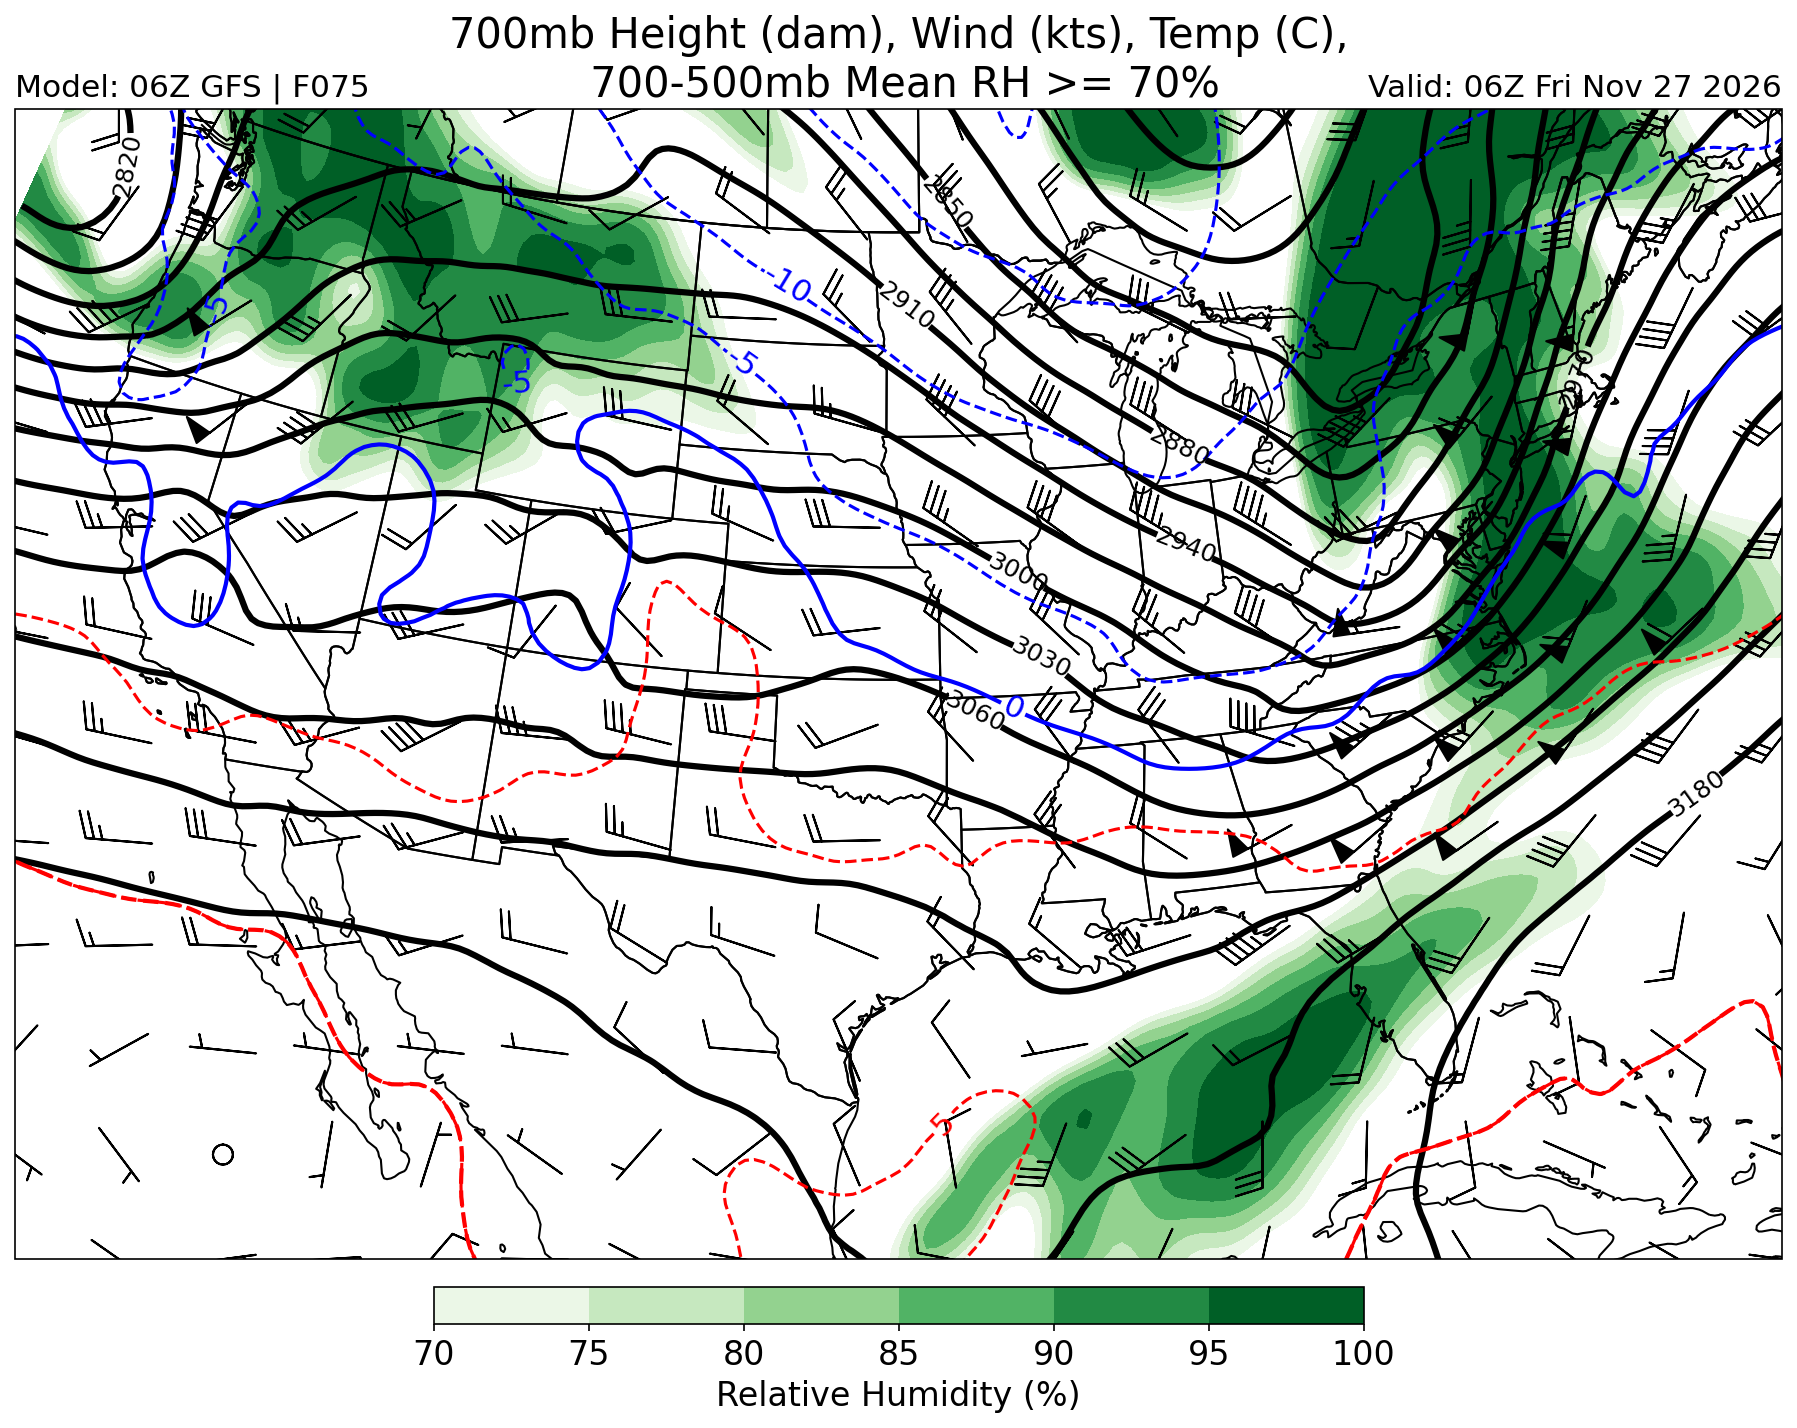 700mb Height (dam), Wind (kts), Temp (C),
Model: 06Z GFS | F075
700-500mb Mean RH >= 70%
Valid: 06Z Fri Nov 27 2026
2820
2850
-5
-10
2910
-5
-5
2880
2940
3000
3030
3060
0
3180
5
70 75 80 85 90 95 100
Relative Humidity (%)